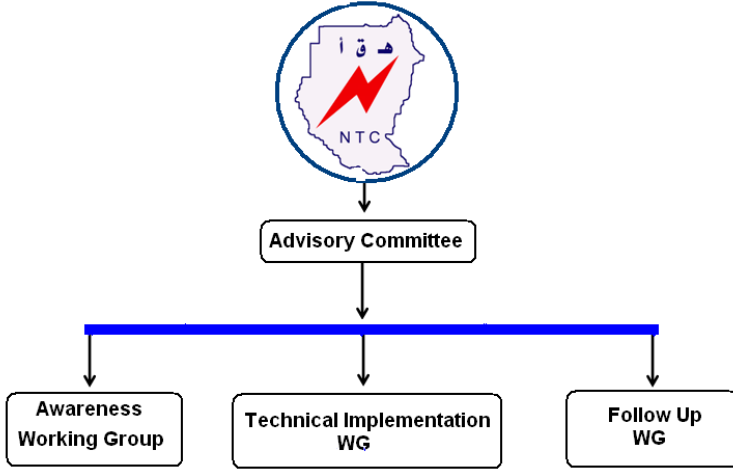 هـ ق أ
NTC
Advisory Committee
Awareness
Working Group
Technical Implementation
WG
Follow Up
WG